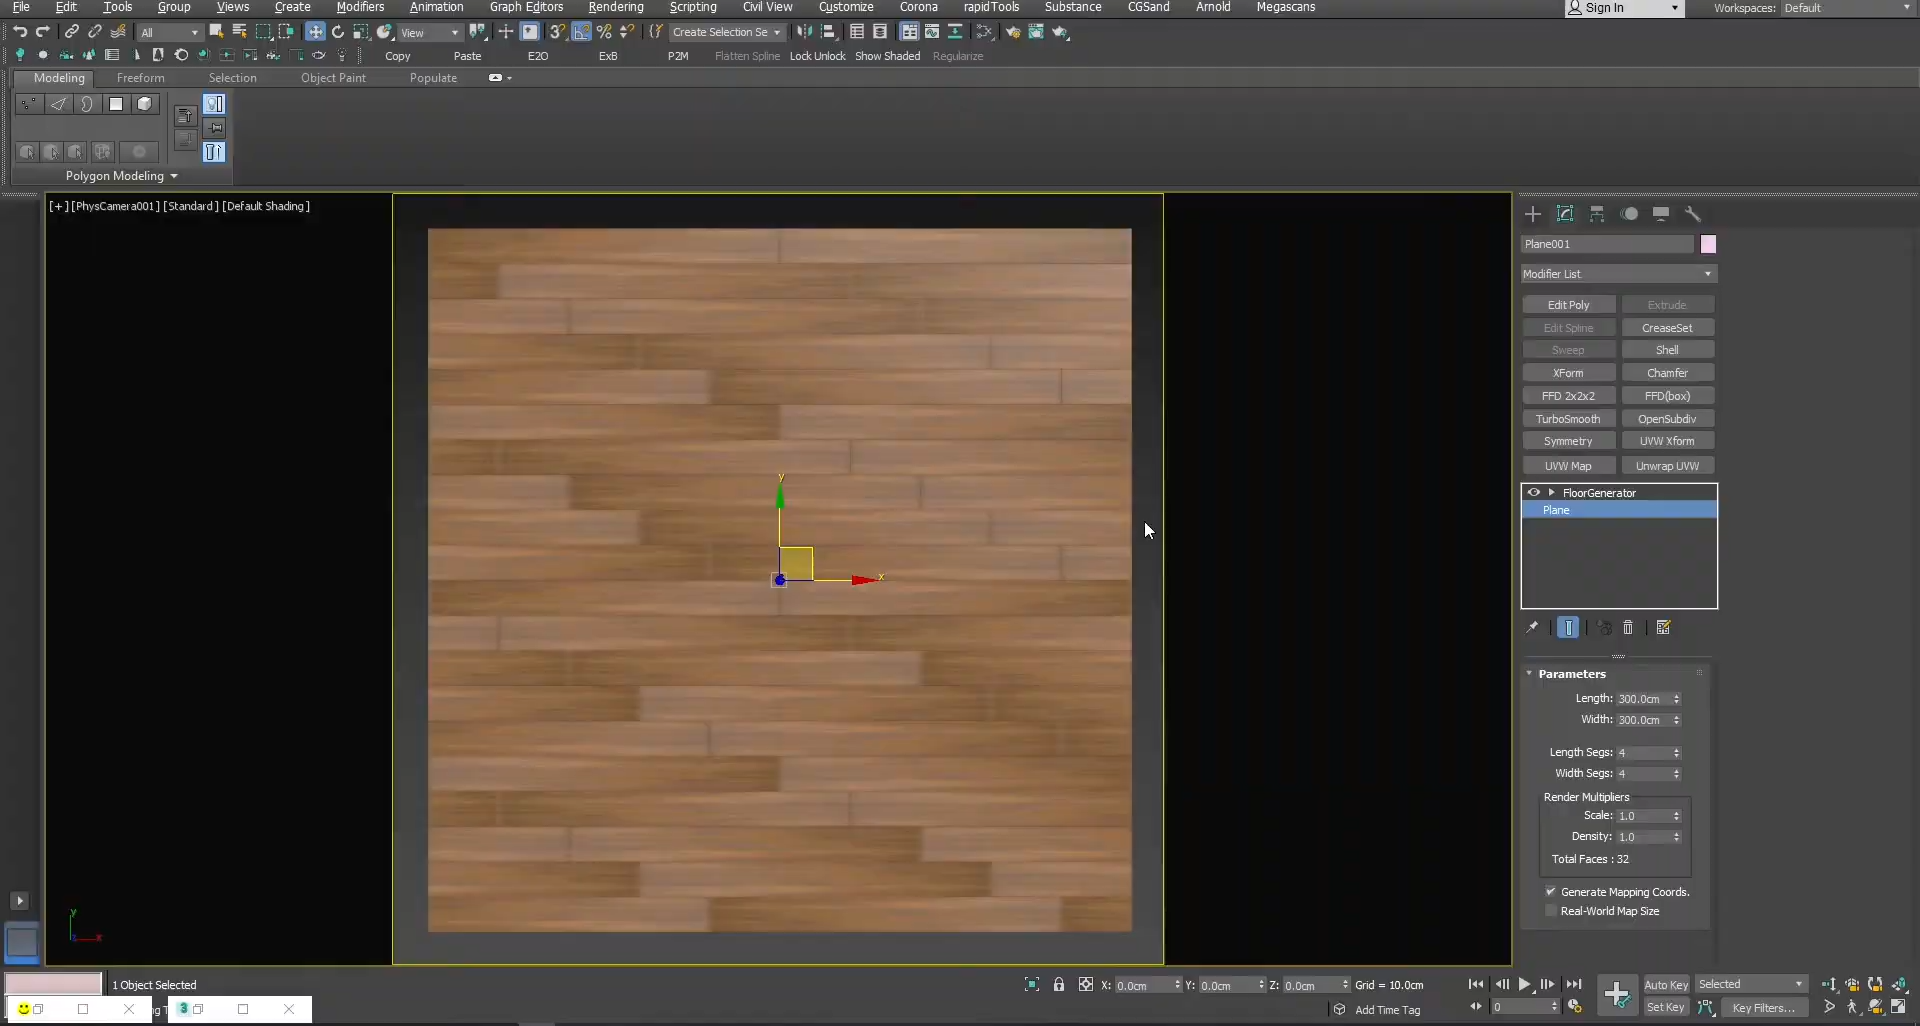 File Edit Tools Group Views Create Modifiers Animation Graph Editors Rendering Scripting Civil View Customize Corona rapidTools Substance CGSand Arnold Megascans Sign In Workspaces: Default
All View Create Selection Se
Copy Paste E2O ExB P2M Flatten Spline Lock Unlock Show Shaded Regularize
Modeling Freeform Selection Object Paint Populate
Polygon Modeling
[+] [PhysCamera001] [Standard] [Default Shading]
Plane001
Modifier List
Edit Poly Extrude
Edit Spline CreaseSet
Sweep Shell
XForm Chamfer
FFD 2x2x2 FFD(box)
TurboSmooth OpenSubdiv
Symmetry UVW Xform
UVW Map Unwrap UVW
FloorGenerator
Plane
y
x
Parameters
Length: 300.0cm
Width: 300.0cm
Length Segs: 4
Width Segs: 4
Render Multipliers
Scale: 1.0
Density: 1.0
Total Faces : 32
Generate Mapping Coords.
Real-World Map Size
y
z x
1 Object Selected
X: 0.0cm Y: 0.0cm Z: 0.0cm Grid = 10.0cm
Add Time Tag
Auto Key Selected
0 Set Key Key Filters...